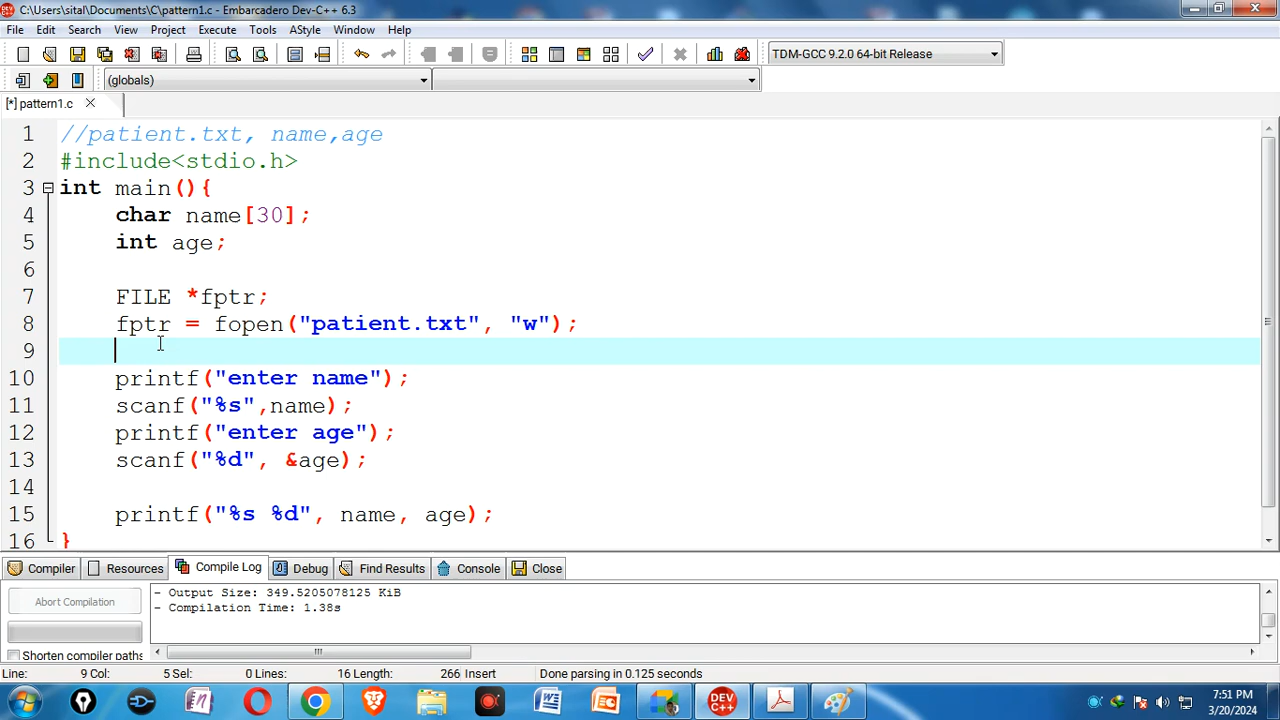 C:\Users\sital\Documents\C\pattern1.c - Embarcadero Dev-C++ 6.3
File Edit Search View Project Execute Tools AStyle Window Help
TDM-GCC 9.2.0 64-bit Release
(globals)
[*] pattern1.c
1 //patient.txt, name,age
2 #include<stdio.h>
3 int main(){
4 char name[30];
5 int age;
6
7 FILE *fptr;
8 fptr = fopen("patient.txt", "w");
9
10 printf("enter name");
11 scanf("%s",name);
12 printf("enter age");
13 scanf("%d", &age);
14
15 printf("%s %d", name, age);
16 }
Compiler Resources Compile Log Debug Find Results Console Close
Abort Compilation
Shorten compiler paths
- Output Size: 349.5205078125 KiB
- Compilation Time: 1.38s
Line: 9 Col: 5 Sel: 0 Lines: 16 Length: 266 Insert Done parsing in 0.125 seconds
DEV C++
7:51 PM
3/20/2024